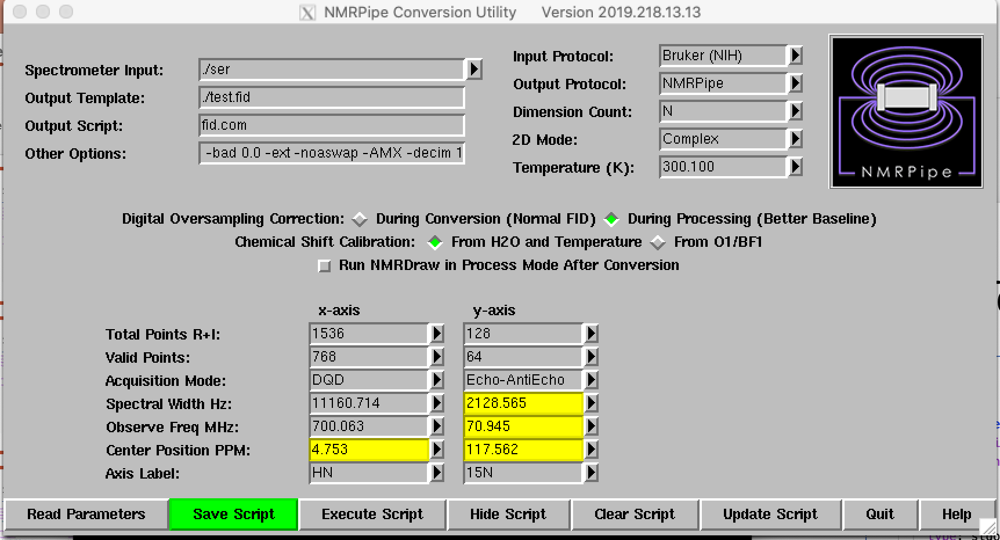 NMRPipe Conversion Utility Version 2019.218.13.13
Spectrometer Input: ./ser
Output Template: ./test.fid
Output Script: fid.com
Other Options: -bad 0.0 -ext -noaswap -AMX -decim 1
Input Protocol: Bruker (NIH)
Output Protocol: NMRPipe
Dimension Count: N
2D Mode: Complex
Temperature (K): 300.100
NMRPipe
Digital Oversampling Correction: During Conversion (Normal FID) During Processing (Better Baseline)
Chemical Shift Calibration: From H2O and Temperature From O1/BF1
Run NMRDraw in Process Mode After Conversion
x-axis y-axis
Total Points R+I: 1536 128
Valid Points: 768 64
Acquisition Mode: DQD Echo-AntiEcho
Spectral Width Hz: 11160.714 2128.565
Observe Freq MHz: 700.063 70.945
Center Position PPM: 4.753 117.562
Axis Label: HN 15N
Read Parameters Save Script Execute Script Hide Script Clear Script Update Script Quit Help